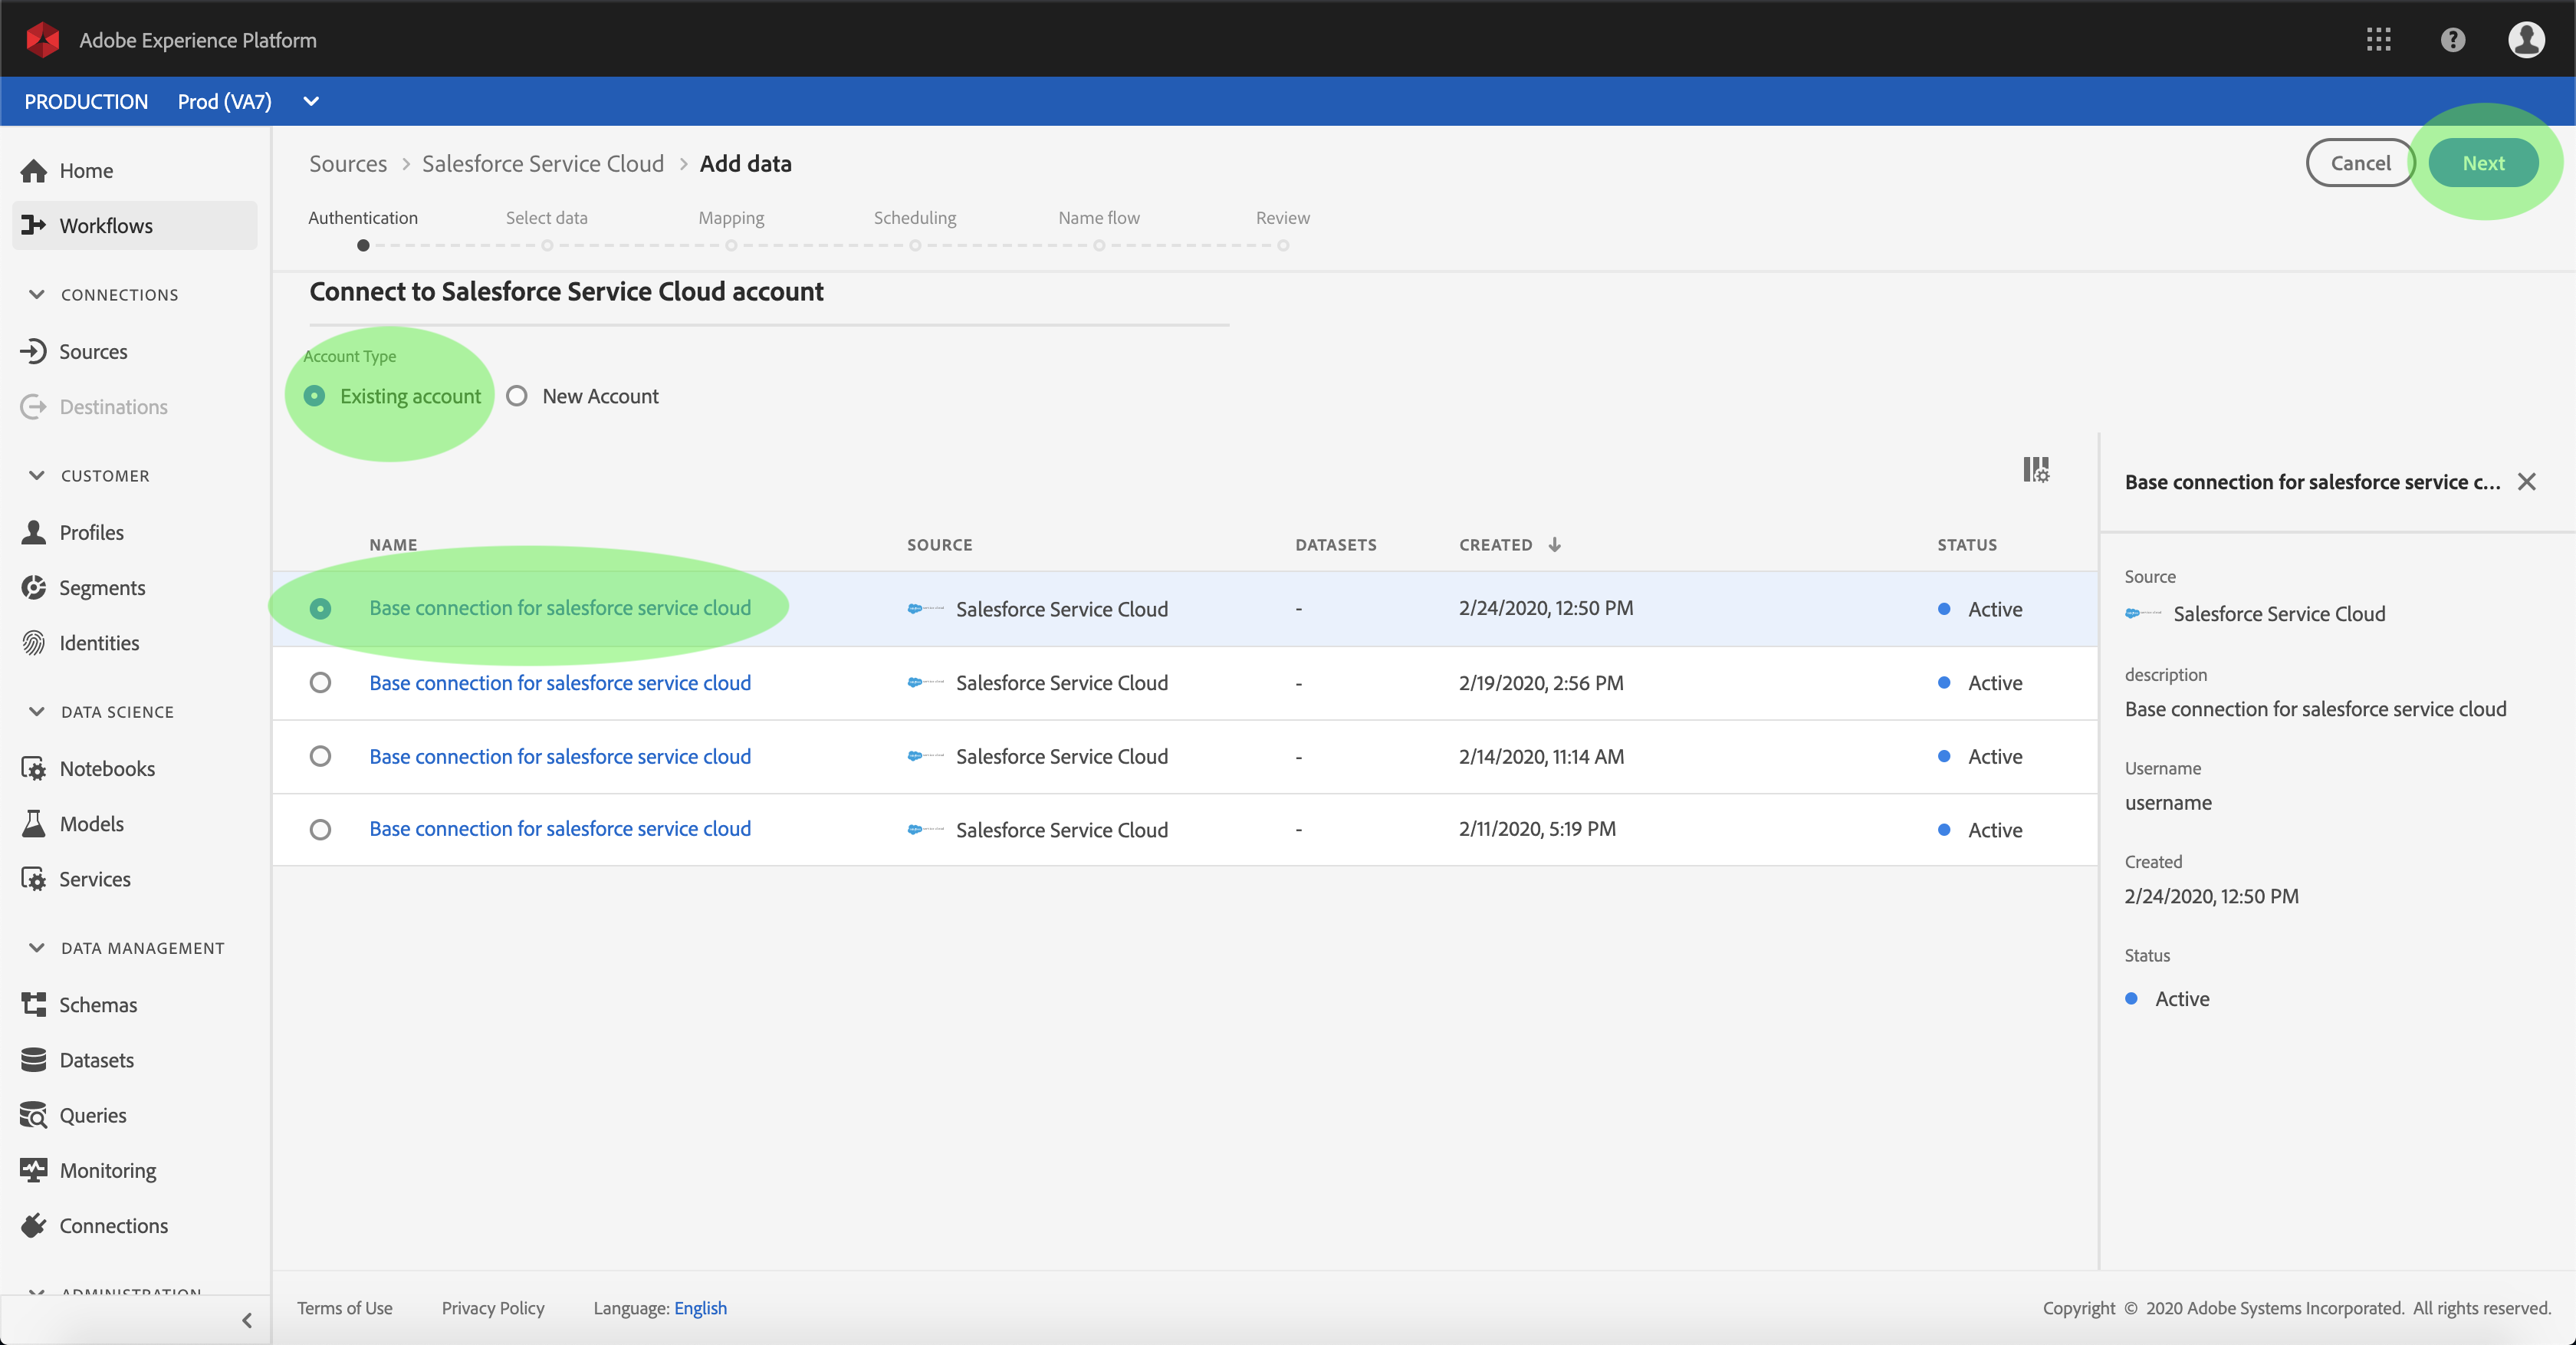 Adobe Experience Platform
PRODUCTION Prod (VA7)
Home
Workflows
CONNECTIONS
Sources
Destinations
CUSTOMER
Profiles
Segments
Identities
DATA SCIENCE
Notebooks
Models
Services
DATA MANAGEMENT
Schemas
Datasets
Queries
Monitoring
Connections
ADMINISTRATION
Sources > Salesforce Service Cloud > Add data
Cancel Next
Authentication Select data Mapping Scheduling Name flow Review
Connect to Salesforce Service Cloud account
Account Type
Existing account New Account
NAME SOURCE DATASETS CREATED STATUS
Base connection for salesforce service cloud Salesforce Service Cloud - 2/24/2020, 12:50 PM Active
Base connection for salesforce service cloud Salesforce Service Cloud - 2/19/2020, 2:56 PM Active
Base connection for salesforce service cloud Salesforce Service Cloud - 2/14/2020, 11:14 AM Active
Base connection for salesforce service cloud Salesforce Service Cloud - 2/11/2020, 5:19 PM Active
Base connection for salesforce service c...
Source
Salesforce Service Cloud
description
Base connection for salesforce service cloud
Username
username
Created
2/24/2020, 12:50 PM
Status
Active
Terms of Use Privacy Policy Language: English
Copyright © 2020 Adobe Systems Incorporated. All rights reserved.